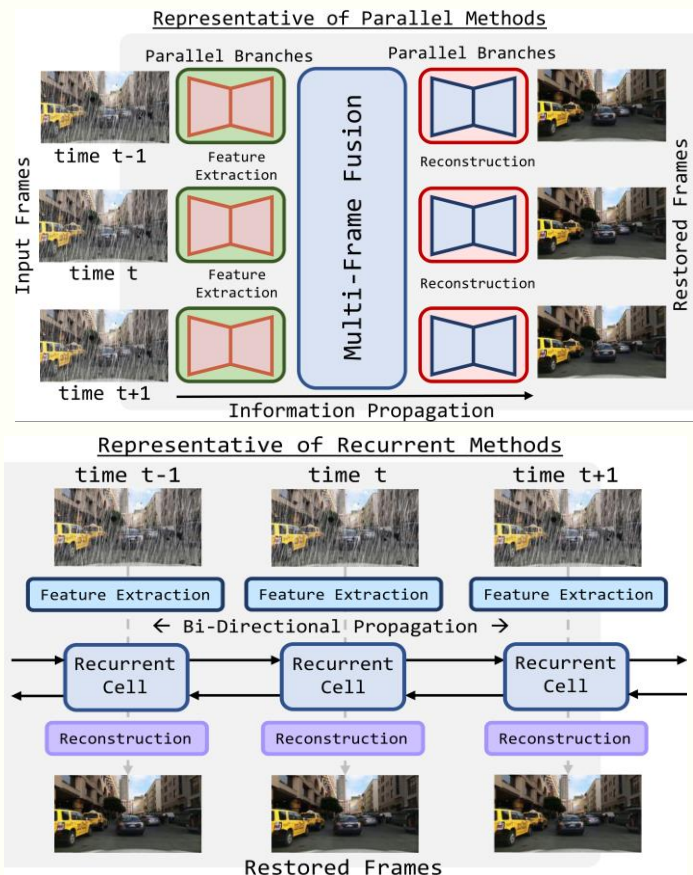 Representative of Parallel Methods
Parallel Branches
Parallel Branches
Input Frames
time t-1
Feature
Extraction
Multi-Frame Fusion
Reconstruction
Restored Frames
time t
Feature
Extraction
Reconstruction
time t+1
Information Propagation
Representative of Recurrent Methods
time t-1
time t
time t+1
Feature Extraction
Feature Extraction
Feature Extraction
← Bi-Directional Propagation →
Recurrent
Cell
Recurrent
Cell
Recurrent
Cell
Reconstruction
Reconstruction
Reconstruction
Restored Frames